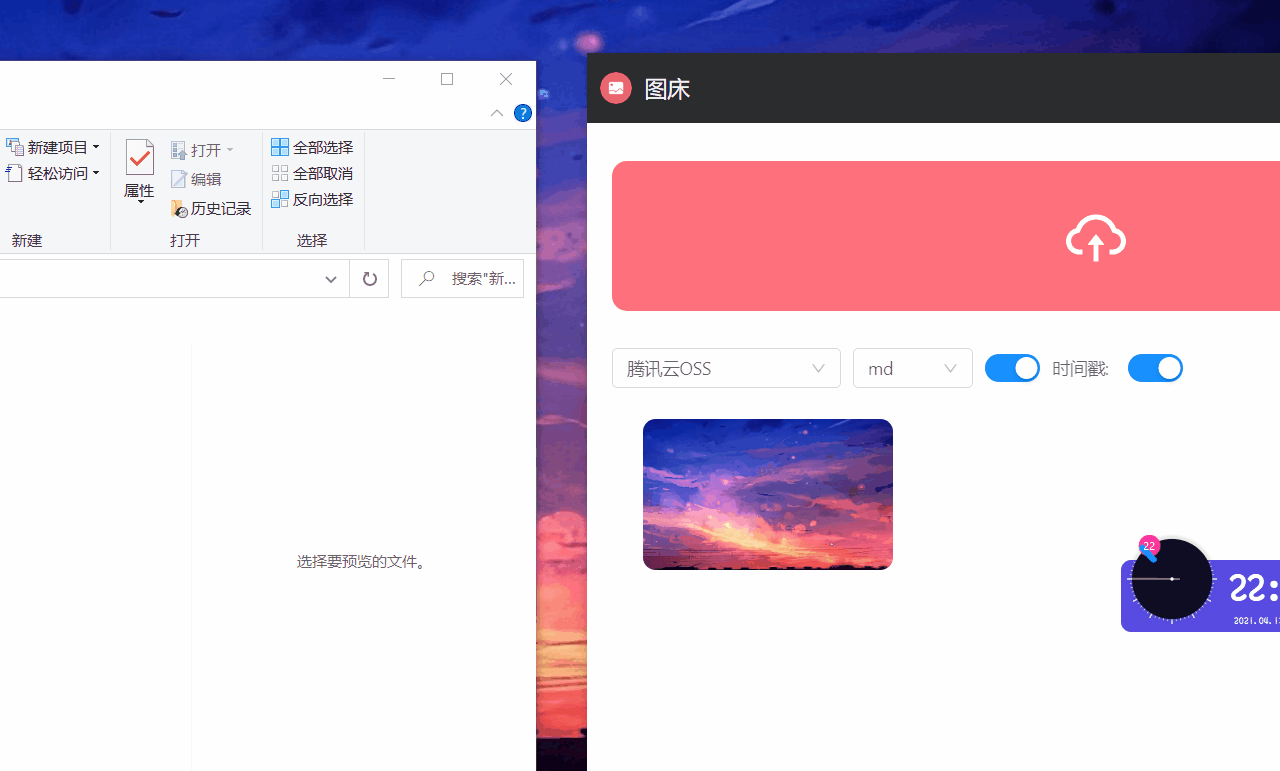 图床
新建项目
打开
全部选择
轻松访问
属性
编辑
全部取消
历史记录
反向选择
新建
打开
选择
搜索"新...
腾讯云OSS
md
时间戳:
选择要预览的文件。
22
22:
2021.04.1